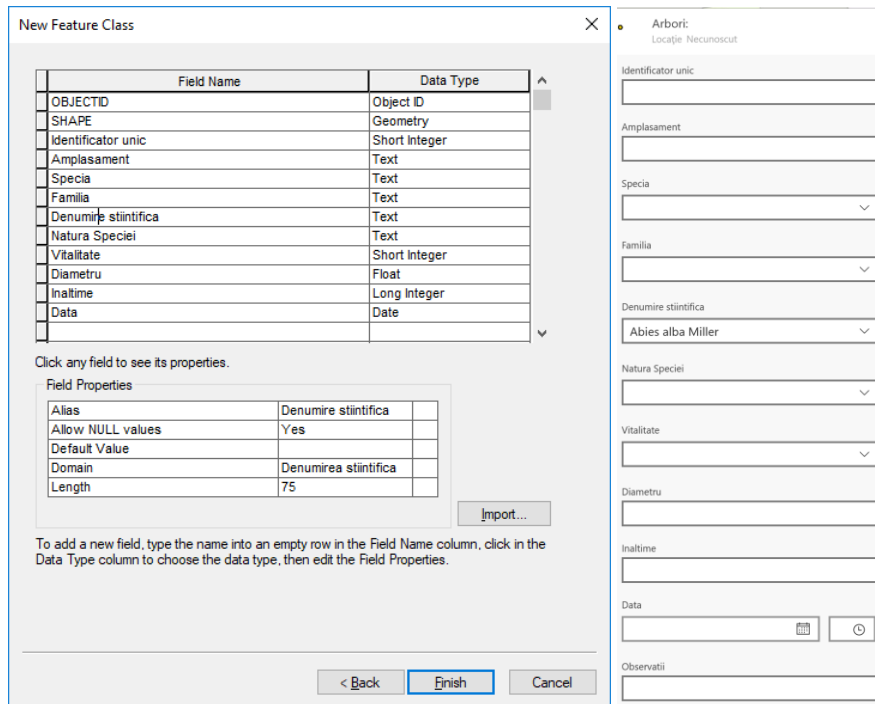 New Feature Class
Field Name Data Type
OBJECTID Object ID
SHAPE Geometry
Identificator unic Short Integer
Amplasament Text
Specia Text
Familia Text
Denumire stiintifica Text
Natura Speciei Text
Vitalitate Short Integer
Diametru Float
Inaltime Long Integer
Data Date
Click any field to see its properties.
Field Properties
Alias Denumire stiintifica
Allow NULL values Yes
Default Value
Domain Denumirea stiintifica
Length 75
Import...
To add a new field, type the name into an empty row in the Field Name column, click in the
Data Type column to choose the data type, then edit the Field Properties.
< Back Finish Cancel
Arbori:
Locație Necunoscut
Identificator unic
Amplasament
Specia
Familia
Denumire stiintifica
Abies alba Miller
Natura Speciei
Vitalitate
Diametru
Inaltime
Data
Observatii